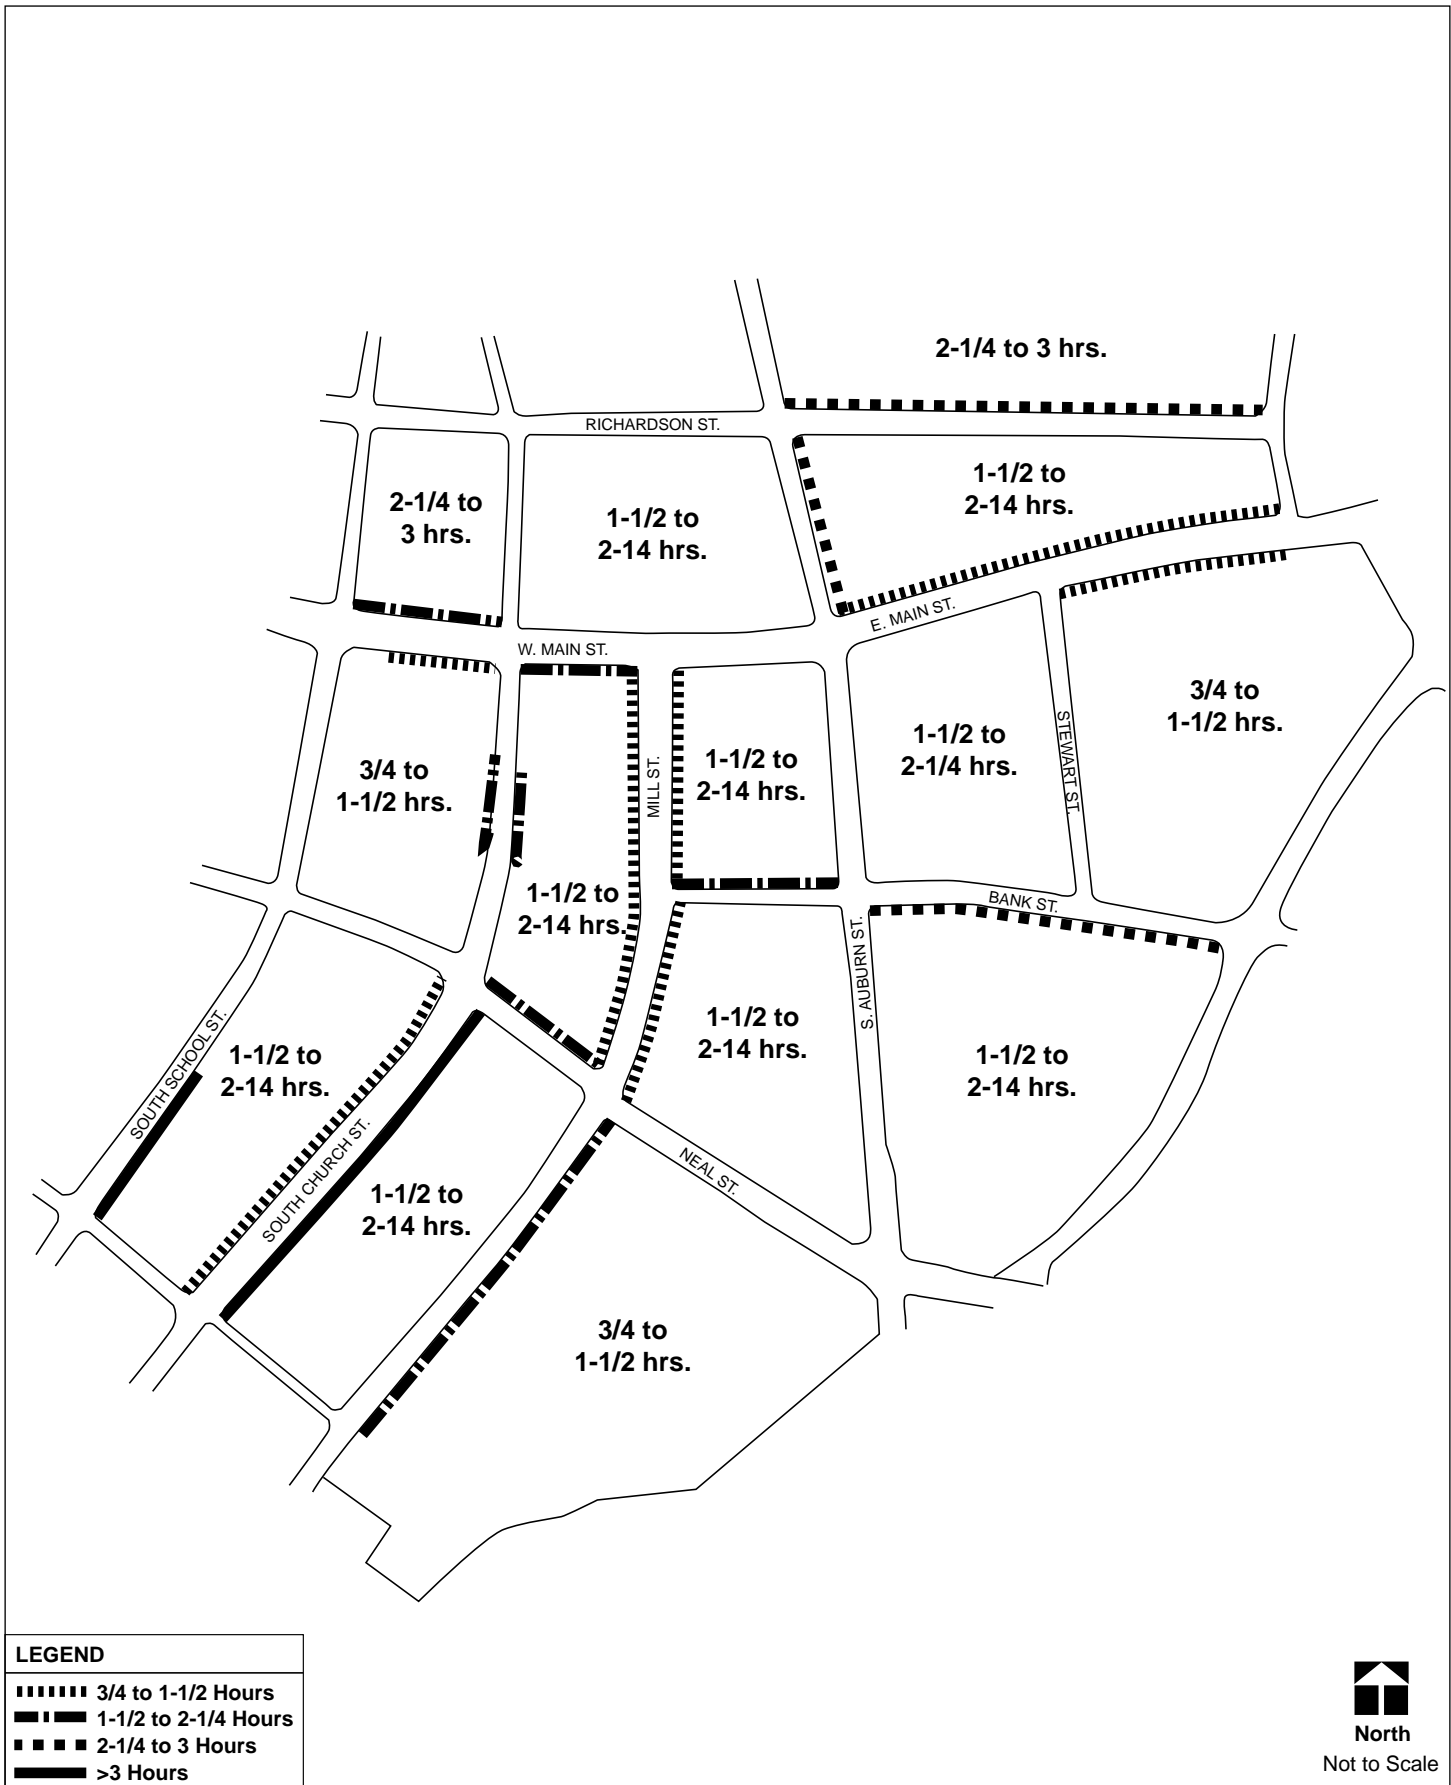 2-1/4 to 3 hrs.
RICHARDSON ST.
2-1/4 to
3 hrs.
1-1/2 to
2-14 hrs.
1-1/2 to
2-14 hrs.
E. MAIN ST.
W. MAIN ST.
3/4 to
1-1/2 hrs.
MILL ST.
1-1/2 to
2-14 hrs.
1-1/2 to
2-1/4 hrs.
STEWART ST.
3/4 to
1-1/2 hrs.
1-1/2 to
2-14 hrs.
BANK ST.
S. AUBURN ST.
SOUTH SCHOOL ST.
1-1/2 to
2-14 hrs.
1-1/2 to
2-14 hrs.
1-1/2 to
2-14 hrs.
SOUTH CHURCH ST.
1-1/2 to
2-14 hrs.
NEAL ST.
3/4 to
1-1/2 hrs.
LEGEND
3/4 to 1-1/2 Hours
1-1/2 to 2-1/4 Hours
2-1/4 to 3 Hours
>3 Hours
North
Not to Scale